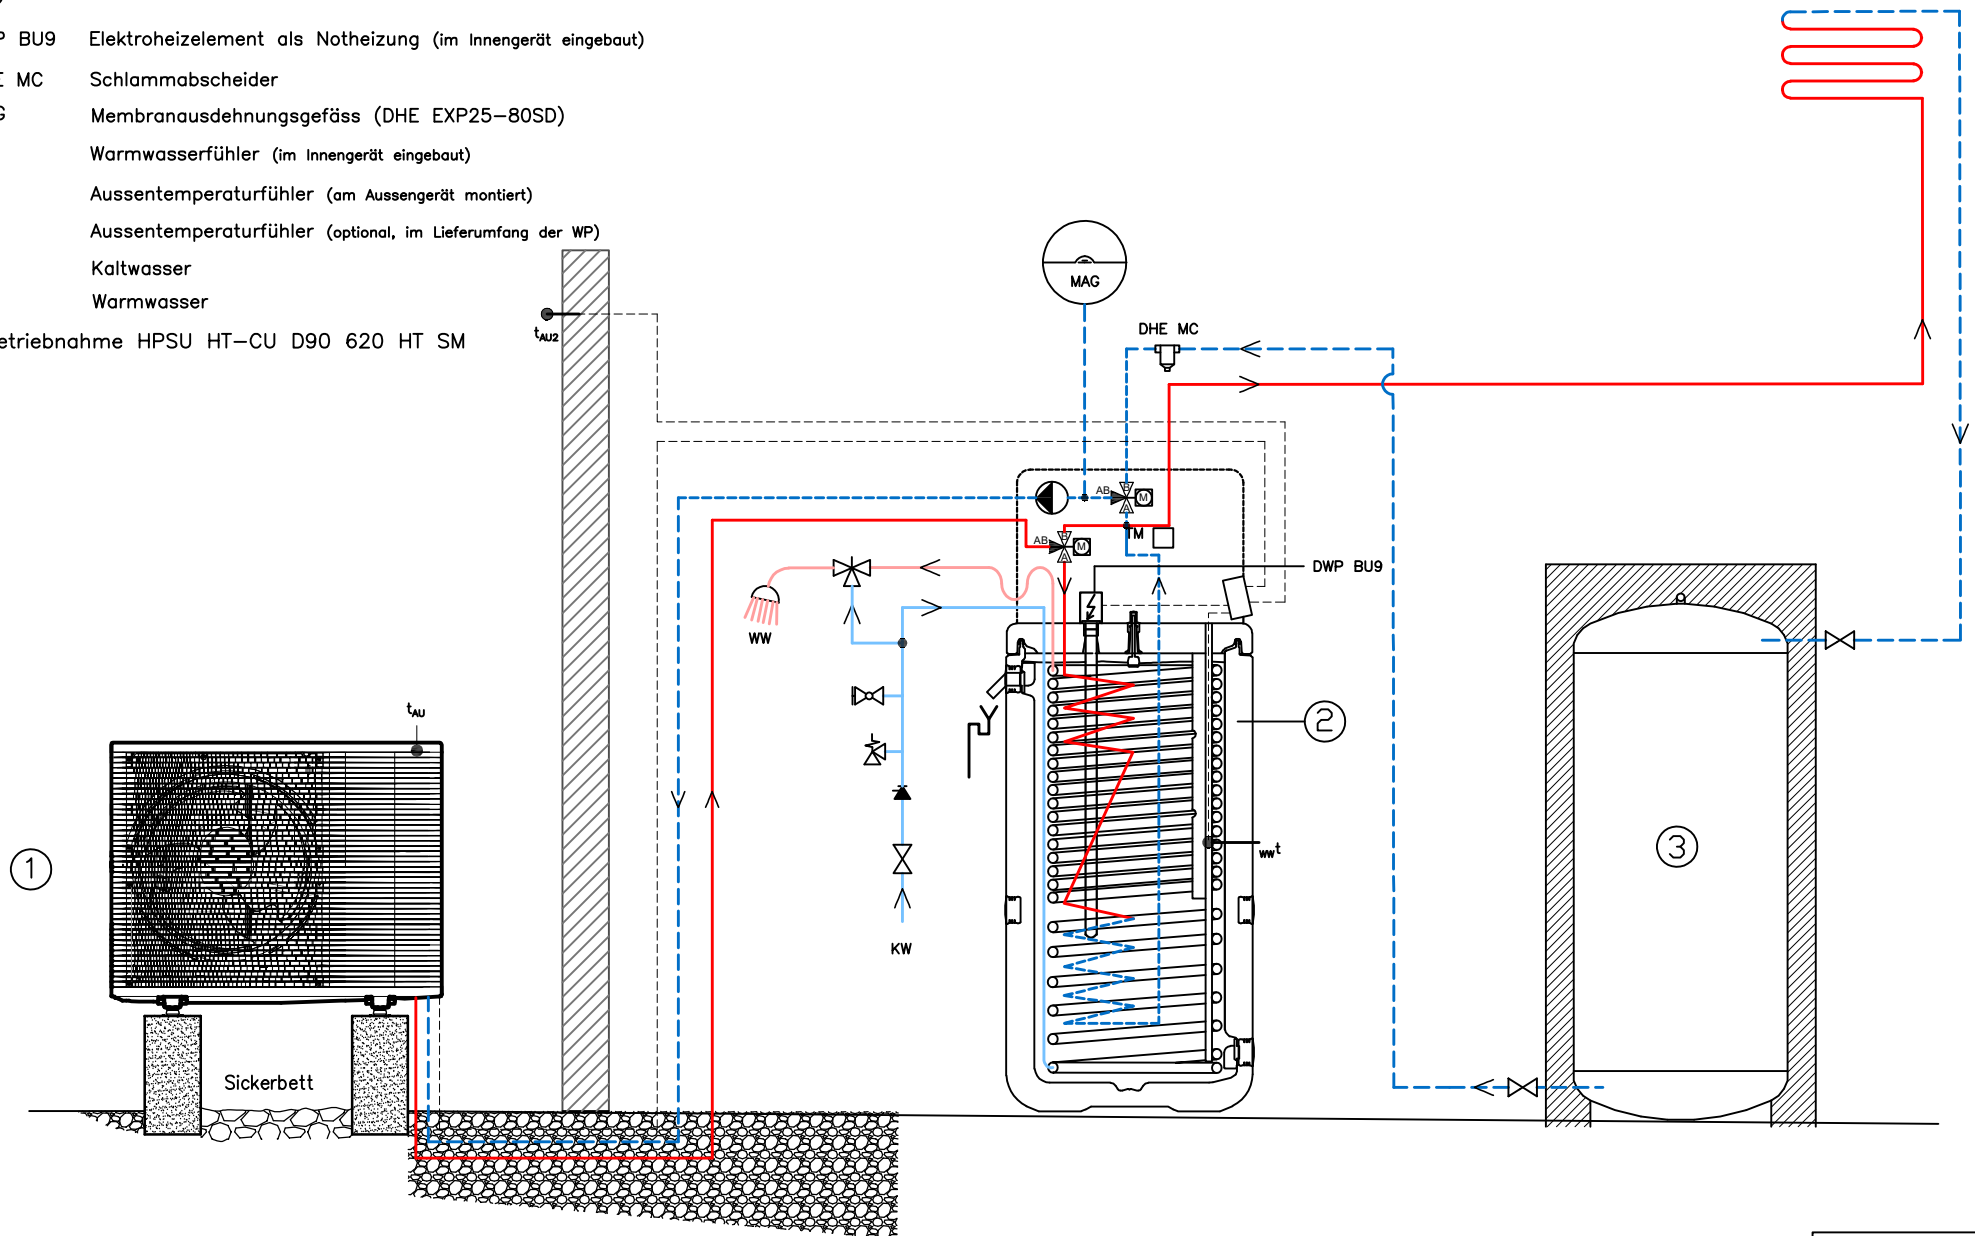 P BU9 Elektroheizelement als Notheizung (im Innengerät eingebaut)
E MC Schlammabscheider
G Membranausdehnungsgefäss (DHE EXP25-80SD)
Warmwasserfühler (im Innengerät eingebaut)
Aussentemperaturfühler (am Aussengerät montiert)
Aussentemperaturfühler (optional, im Lieferumfang der WP)
Kaltwasser
Warmwasser
etriebnahme HPSU HT-CU D90 620 HT SM
tAU2
MAG
DHE MC
AB B M A
TM
AB B M A
DWP BU9
WW
tAU
2
1
3
wwt
KW
Sickerbett